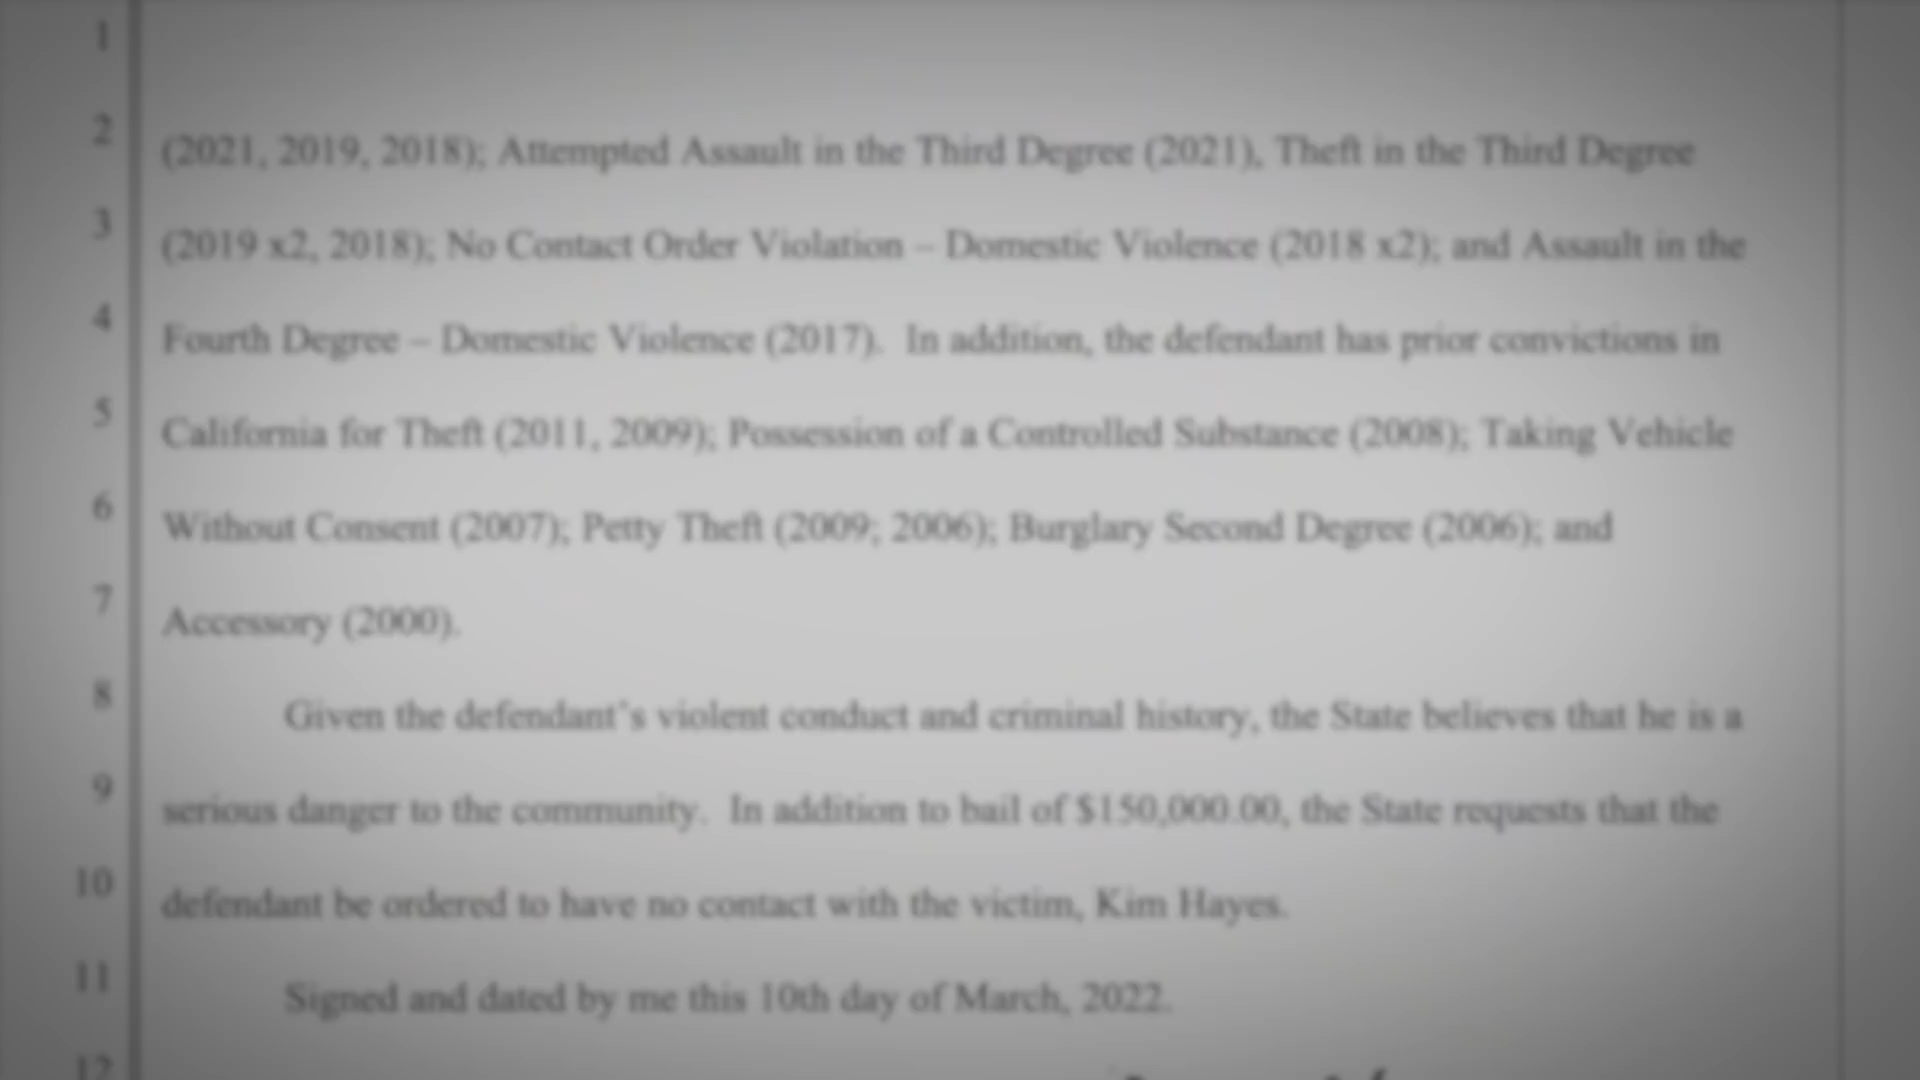 1
2 (2021, 2019, 2018); Attempted Assault in the Third Degree (2021), Theft in the Third Degree
3 (2019 x2, 2018); No Contact Order Violation – Domestic Violence (2018 x2); and Assault in the
4 Fourth Degree – Domestic Violence (2017).  In addition, the defendant has prior convictions in
5 California for Theft (2011, 2009); Possession of a Controlled Substance (2008); Taking Vehicle
6 Without Consent (2007); Petty Theft (2009; 2006); Burglary Second Degree (2006); and
7 Accessory (2000).
8 Given the defendant's violent conduct and criminal history, the State believes that he is a
9 serious danger to the community.  In addition to bail of $150,000.00, the State requests that the
10 defendant be ordered to have no contact with the victim, Kim Hayes.
11 Signed and dated by me this 10th day of March, 2022.
12